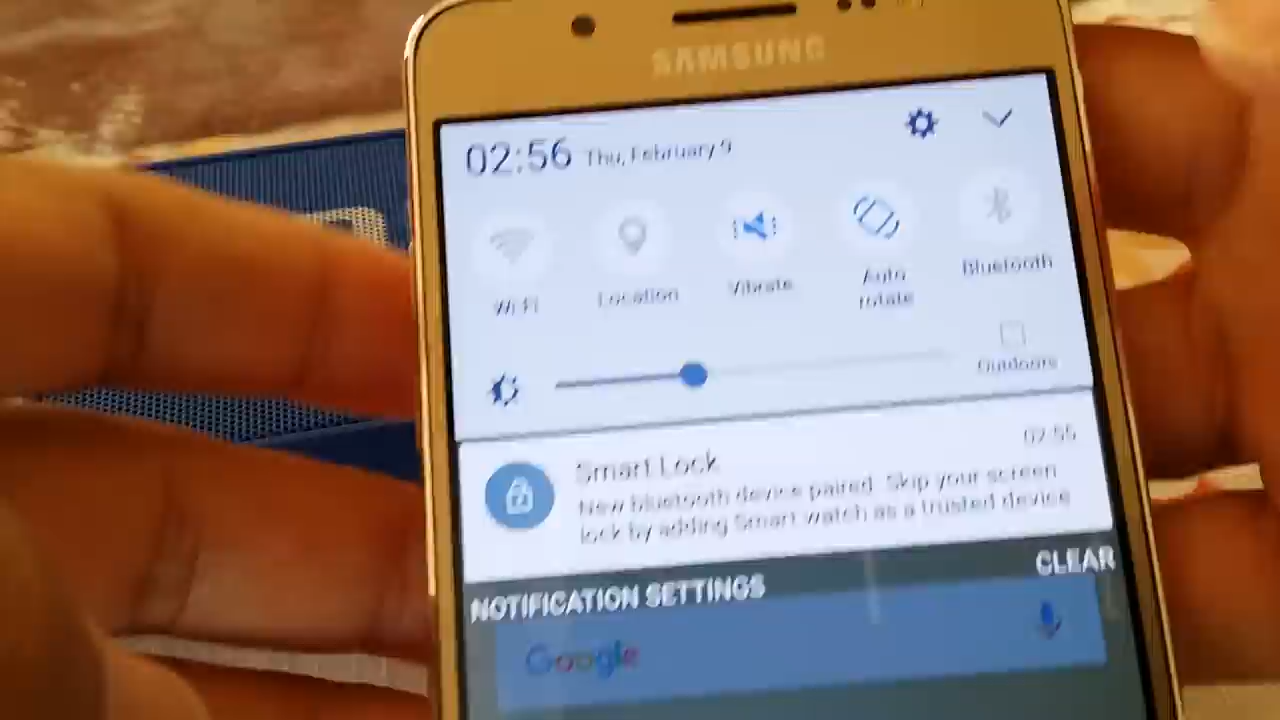 SAMSUNG
02:56 Thu, February 9
Wi-Fi
Location
Vibrate
Auto
rotate
Bluetooth
Outdoors
Smart Lock 02:55
New bluetooth device paired. Skip your screen
lock by adding Smart watch as a trusted device
NOTIFICATION SETTINGS
CLEAR
Google